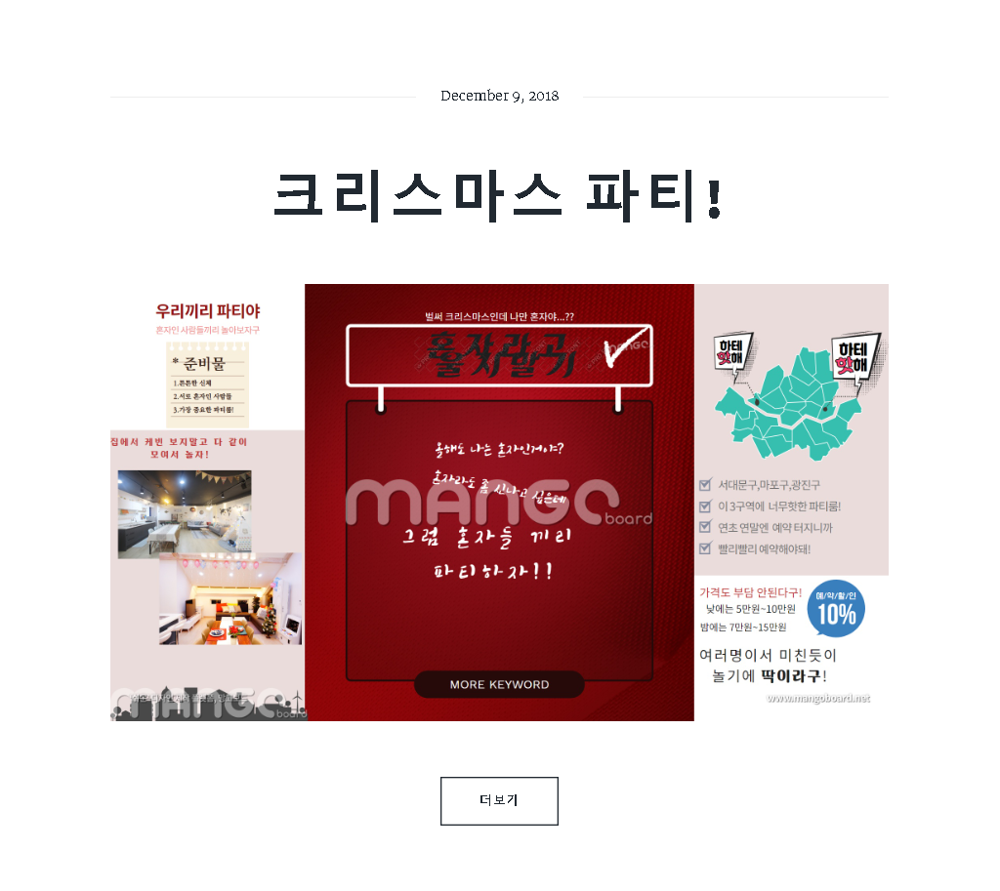 December 9, 2018
크리스마스 파티!
우리끼리 파티야
혼자인 사람들끼리 놀아보자구
* 준비물
1.튼튼한 신체
2.서로 혼자인 사람들
3.가장 중요한 파티룸!
집에서 케빈 보지말고 다 같이
모여서 놀자!
벌써 크리스마스인데 나만 혼자야...??
혼자라구
올해도 나는 혼자인거야?
혼자라도 좀 신나고 싶은데
mango board
그럼 혼자들 끼리
파티하자!!
MORE KEYWORD
하테
핫해
하테
핫해
서대문구,마포구,광진구
이 3구역에 너무핫한 파티룸!
연초 연말엔 예약 터지니까
빨리빨리 예약해야돼!
가격도 부담 안된다구!
낮에는 5만원~10만원
밤에는 7만원~15만원
예/약/할/인
10%
여러명이서 미친듯이
놀기에 딱이라구!
www.mangoboard.net
mango board
더보기